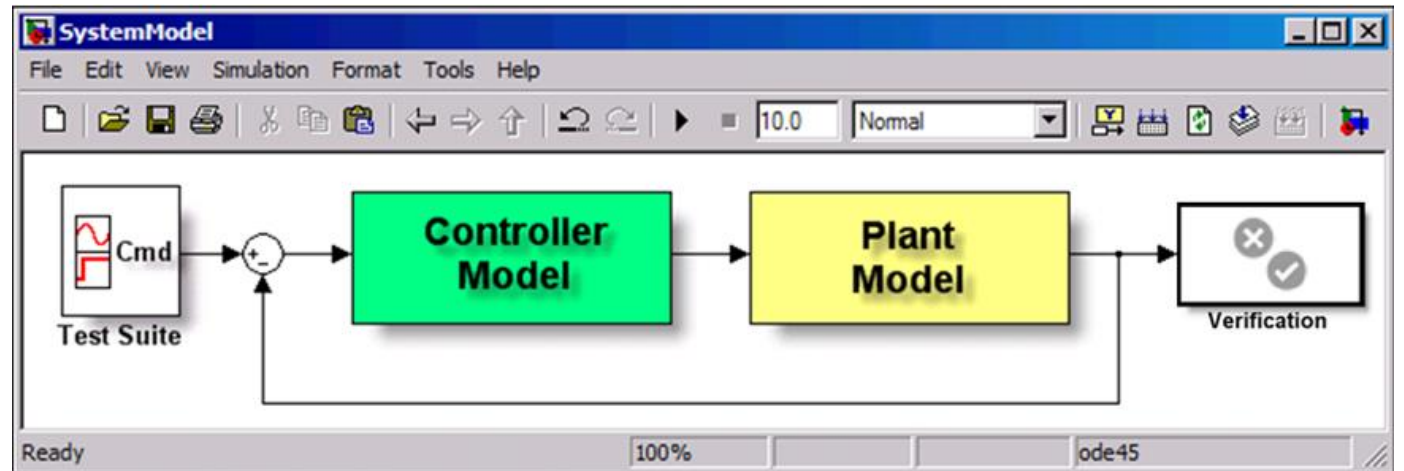 SystemModel
File Edit View Simulation Format Tools Help
10.0 Normal
Cmd
Test Suite
+
-
Controller
Model
Plant
Model
Verification
Ready 100% ode45